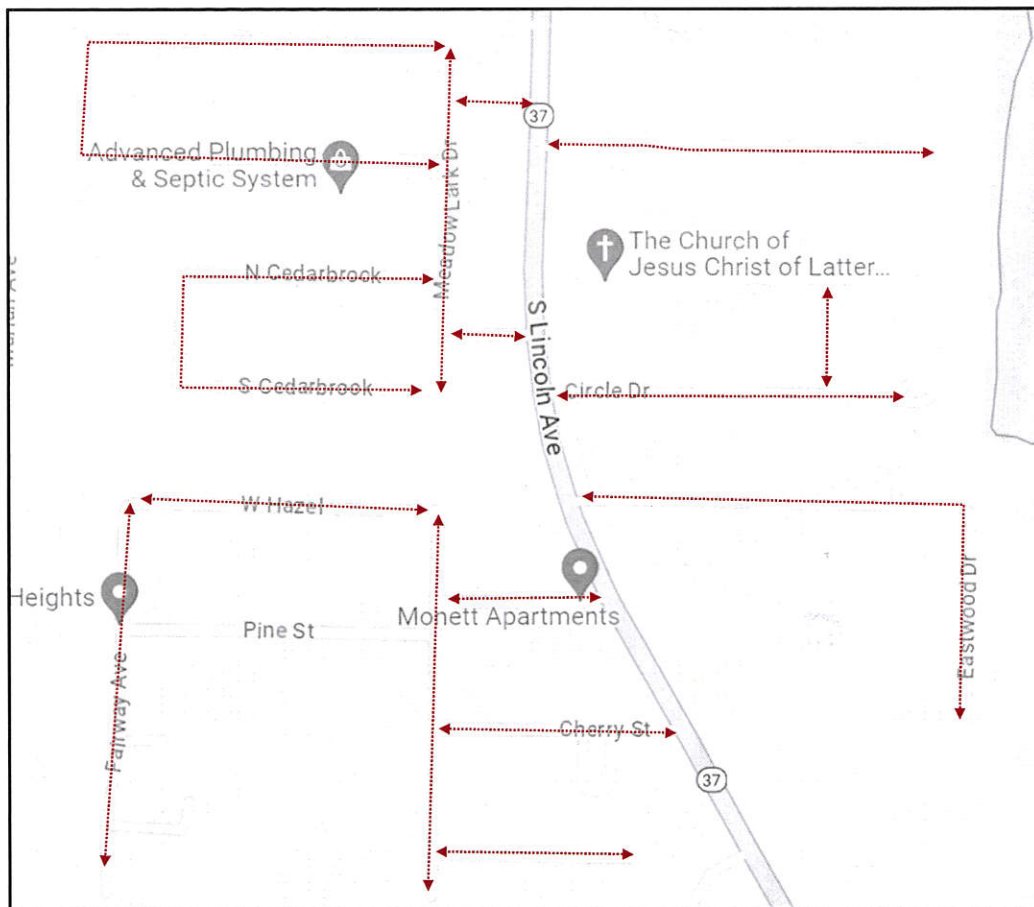 37
Advanced Plumbing
& Septic System
Meadow Lark Dr
The Church of
Jesus Christ of Latter...
N Cedarbrook
S Lincoln Ave
S Cedarbrook
Circle Dr
W Hazel
Heights
Monett Apartments
Pine St
Eastwood Dr
Fairway Ave
Cherry St
37